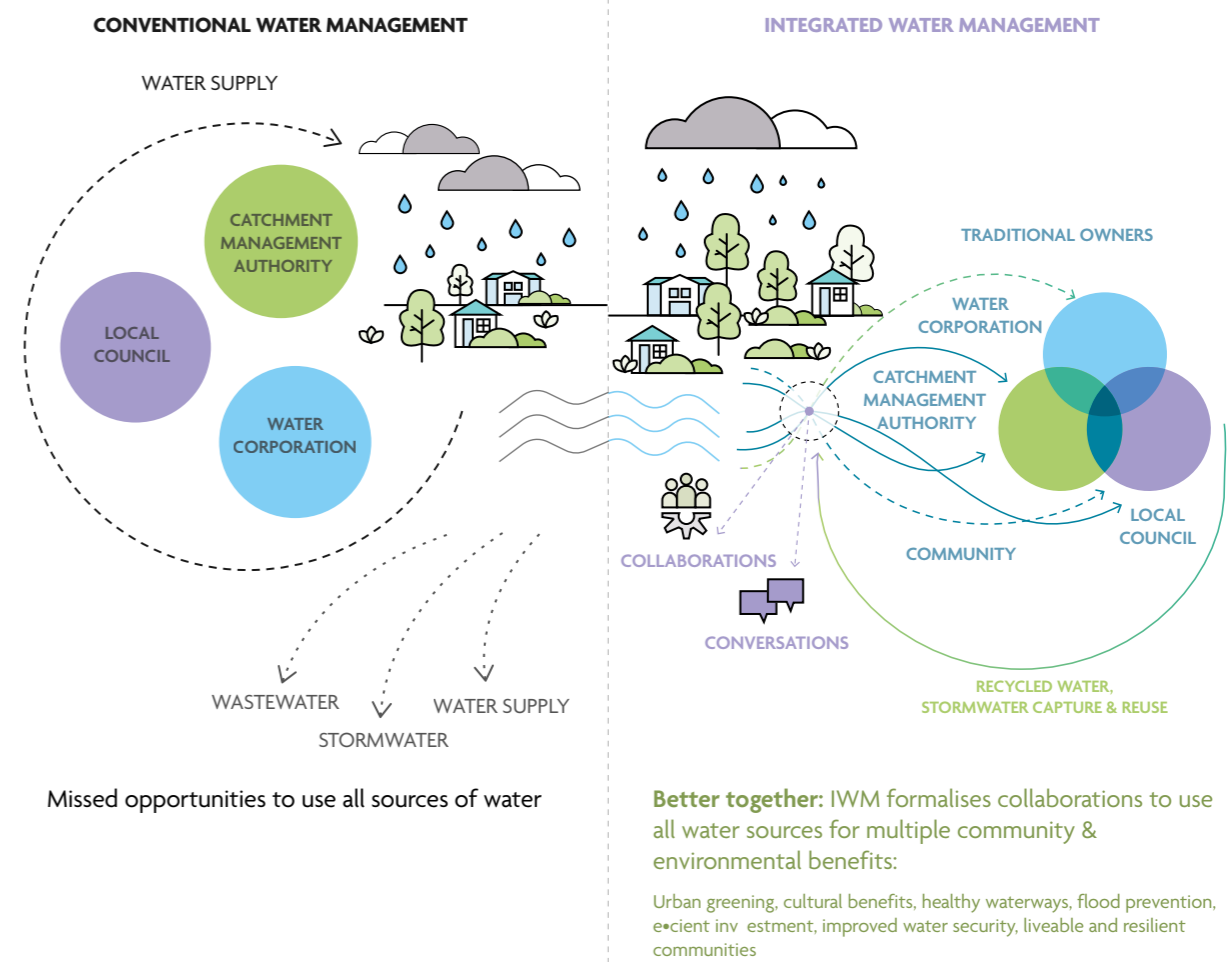 CONVENTIONAL WATER MANAGEMENT
WATER SUPPLY
CATCHMENT
MANAGEMENT
AUTHORITY
LOCAL
COUNCIL
WATER
CORPORATION
WASTEWATER
WATER SUPPLY
STORMWATER
Missed opportunities to use all sources of water
INTEGRATED WATER MANAGEMENT
TRADITIONAL OWNERS
WATER
CORPORATION
CATCHMENT
MANAGEMENT
AUTHORITY
LOCAL
COUNCIL
COMMUNITY
COLLABORATIONS
CONVERSATIONS
RECYCLED WATER,
STORMWATER CAPTURE & REUSE
Better together: IWM formalises collaborations to use
all water sources for multiple community &
environmental benefits:
Urban greening, cultural benefits, healthy waterways, flood prevention,
e•cient inv estment, improved water security, liveable and resilient
communities